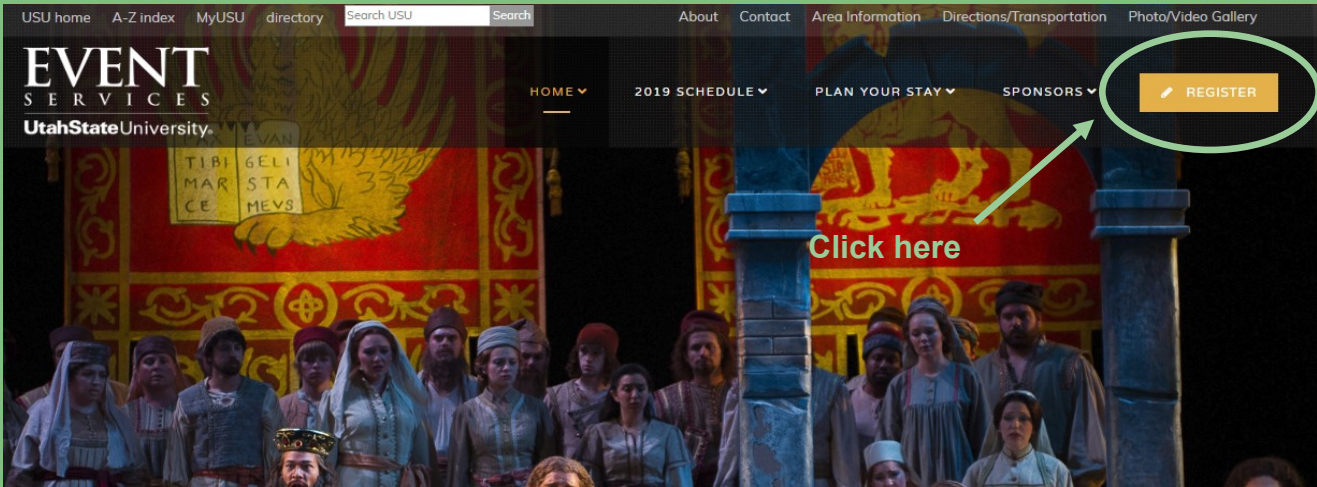 USU home A-Z index MyUSU directory Search USU Search About Contact Area Information Directions/Transportation Photo/Video Gallery
EVENT
SERVICES
UtahStateUniversity
HOME 2019 SCHEDULE PLAN YOUR STAY SPONSORS REGISTER
EVAN
TIBI GELI
MAR STA
CE MEVS
Click here